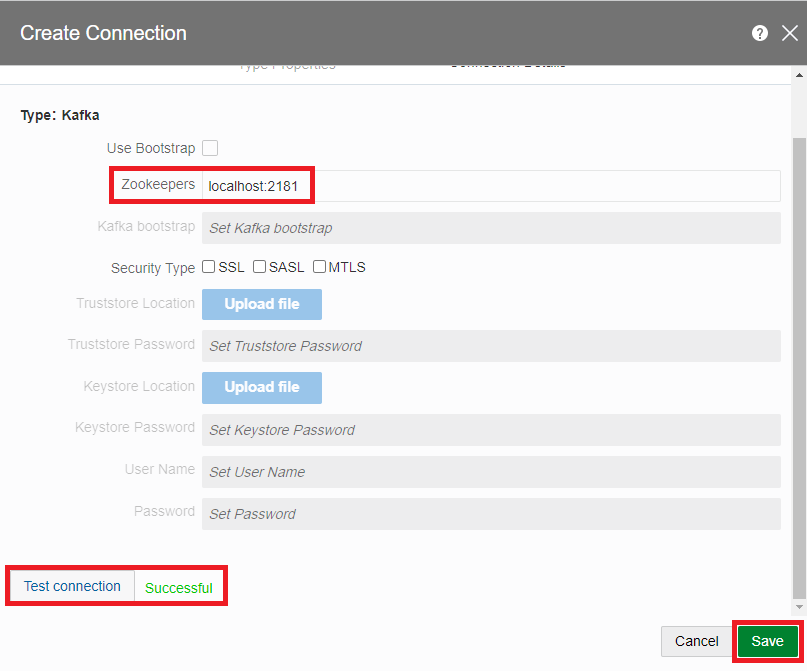 Create Connection
?
Type Properties Connection Details
Type: Kafka
Use Bootstrap
Zookeepers localhost:2181
Kafka bootstrap Set Kafka bootstrap
Security Type SSL SASL MTLS
Truststore Location Upload file
Truststore Password Set Truststore Password
Keystore Location Upload file
Keystore Password Set Keystore Password
User Name Set User Name
Password Set Password
Test connection Successful
Cancel Save